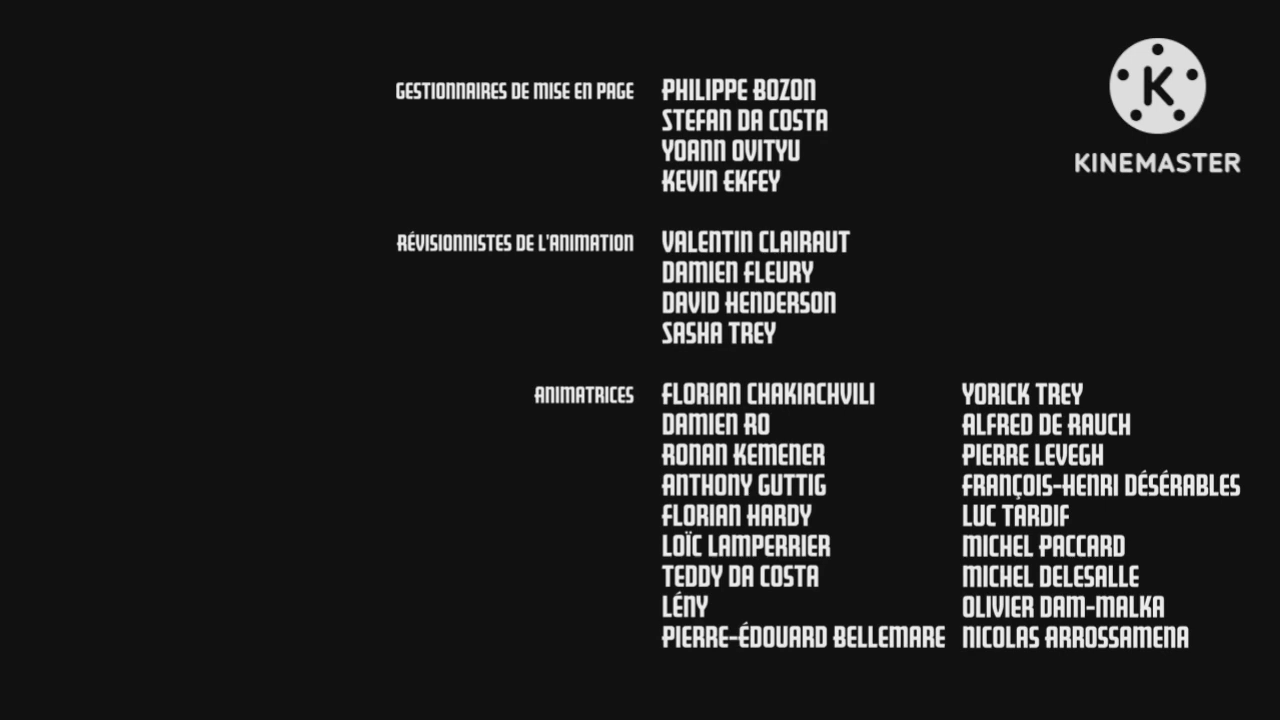 GESTIONNAIRES DE MISE EN PAGE PHILIPPE BOZON
STEFAN DA COSTA
YOANN OVITYU
KEVIN EKFEY
RÉVISIONNISTES DE L'ANIMATION VALENTIN CLAIRAUT
DAMIEN FLEURY
DAVID HENDERSON
SASHA TREY
ANIMATRICES FLORIAN CHAKIACHVILI YORICK TREY
DAMIEN RO ALFRED DE RAUCH
RONAN KEMENER PIERRE LEVEGH
ANTHONY GUTTIG FRANÇOIS-HENRI DÉSÉRABLES
FLORIAN HARDY LUC TARDIF
LOÏC LAMPERRIER MICHEL PACCARD
TEDDY DA COSTA MICHEL DELESALLE
LÉNY OLIVIER DAM-MALKA
PIERRE-ÉDOUARD BELLEMARE NICOLAS ARROSSAMENA
K
KINEMASTER